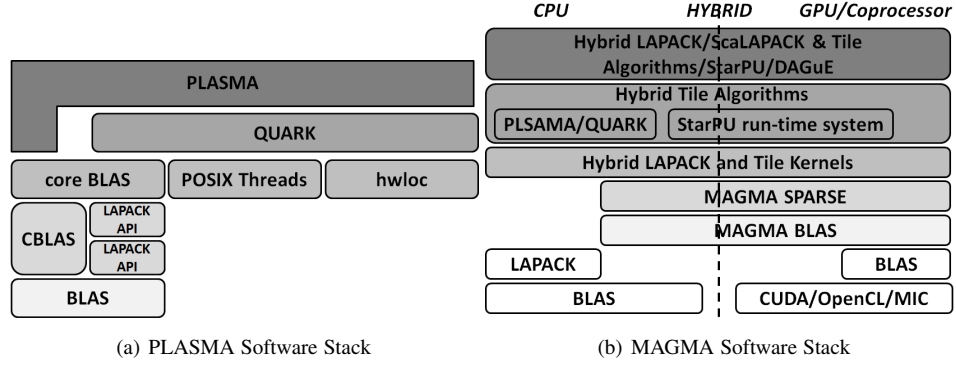 PLASMA
QUARK
core BLAS
POSIX Threads
hwloc
CBLAS
LAPACK
API
LAPACK
API
BLAS
(a) PLASMA Software Stack
CPU
HYBRID
GPU/Coprocessor
Hybrid LAPACK/ScaLAPACK & Tile
Algorithms/StarPU/DAGuE
Hybrid Tile Algorithms
PLSAMA/QUARK
StarPU run-time system
Hybrid LAPACK and Tile Kernels
MAGMA SPARSE
MAGMA BLAS
LAPACK
BLAS
BLAS
CUDA/OpenCL/MIC
(b) MAGMA Software Stack